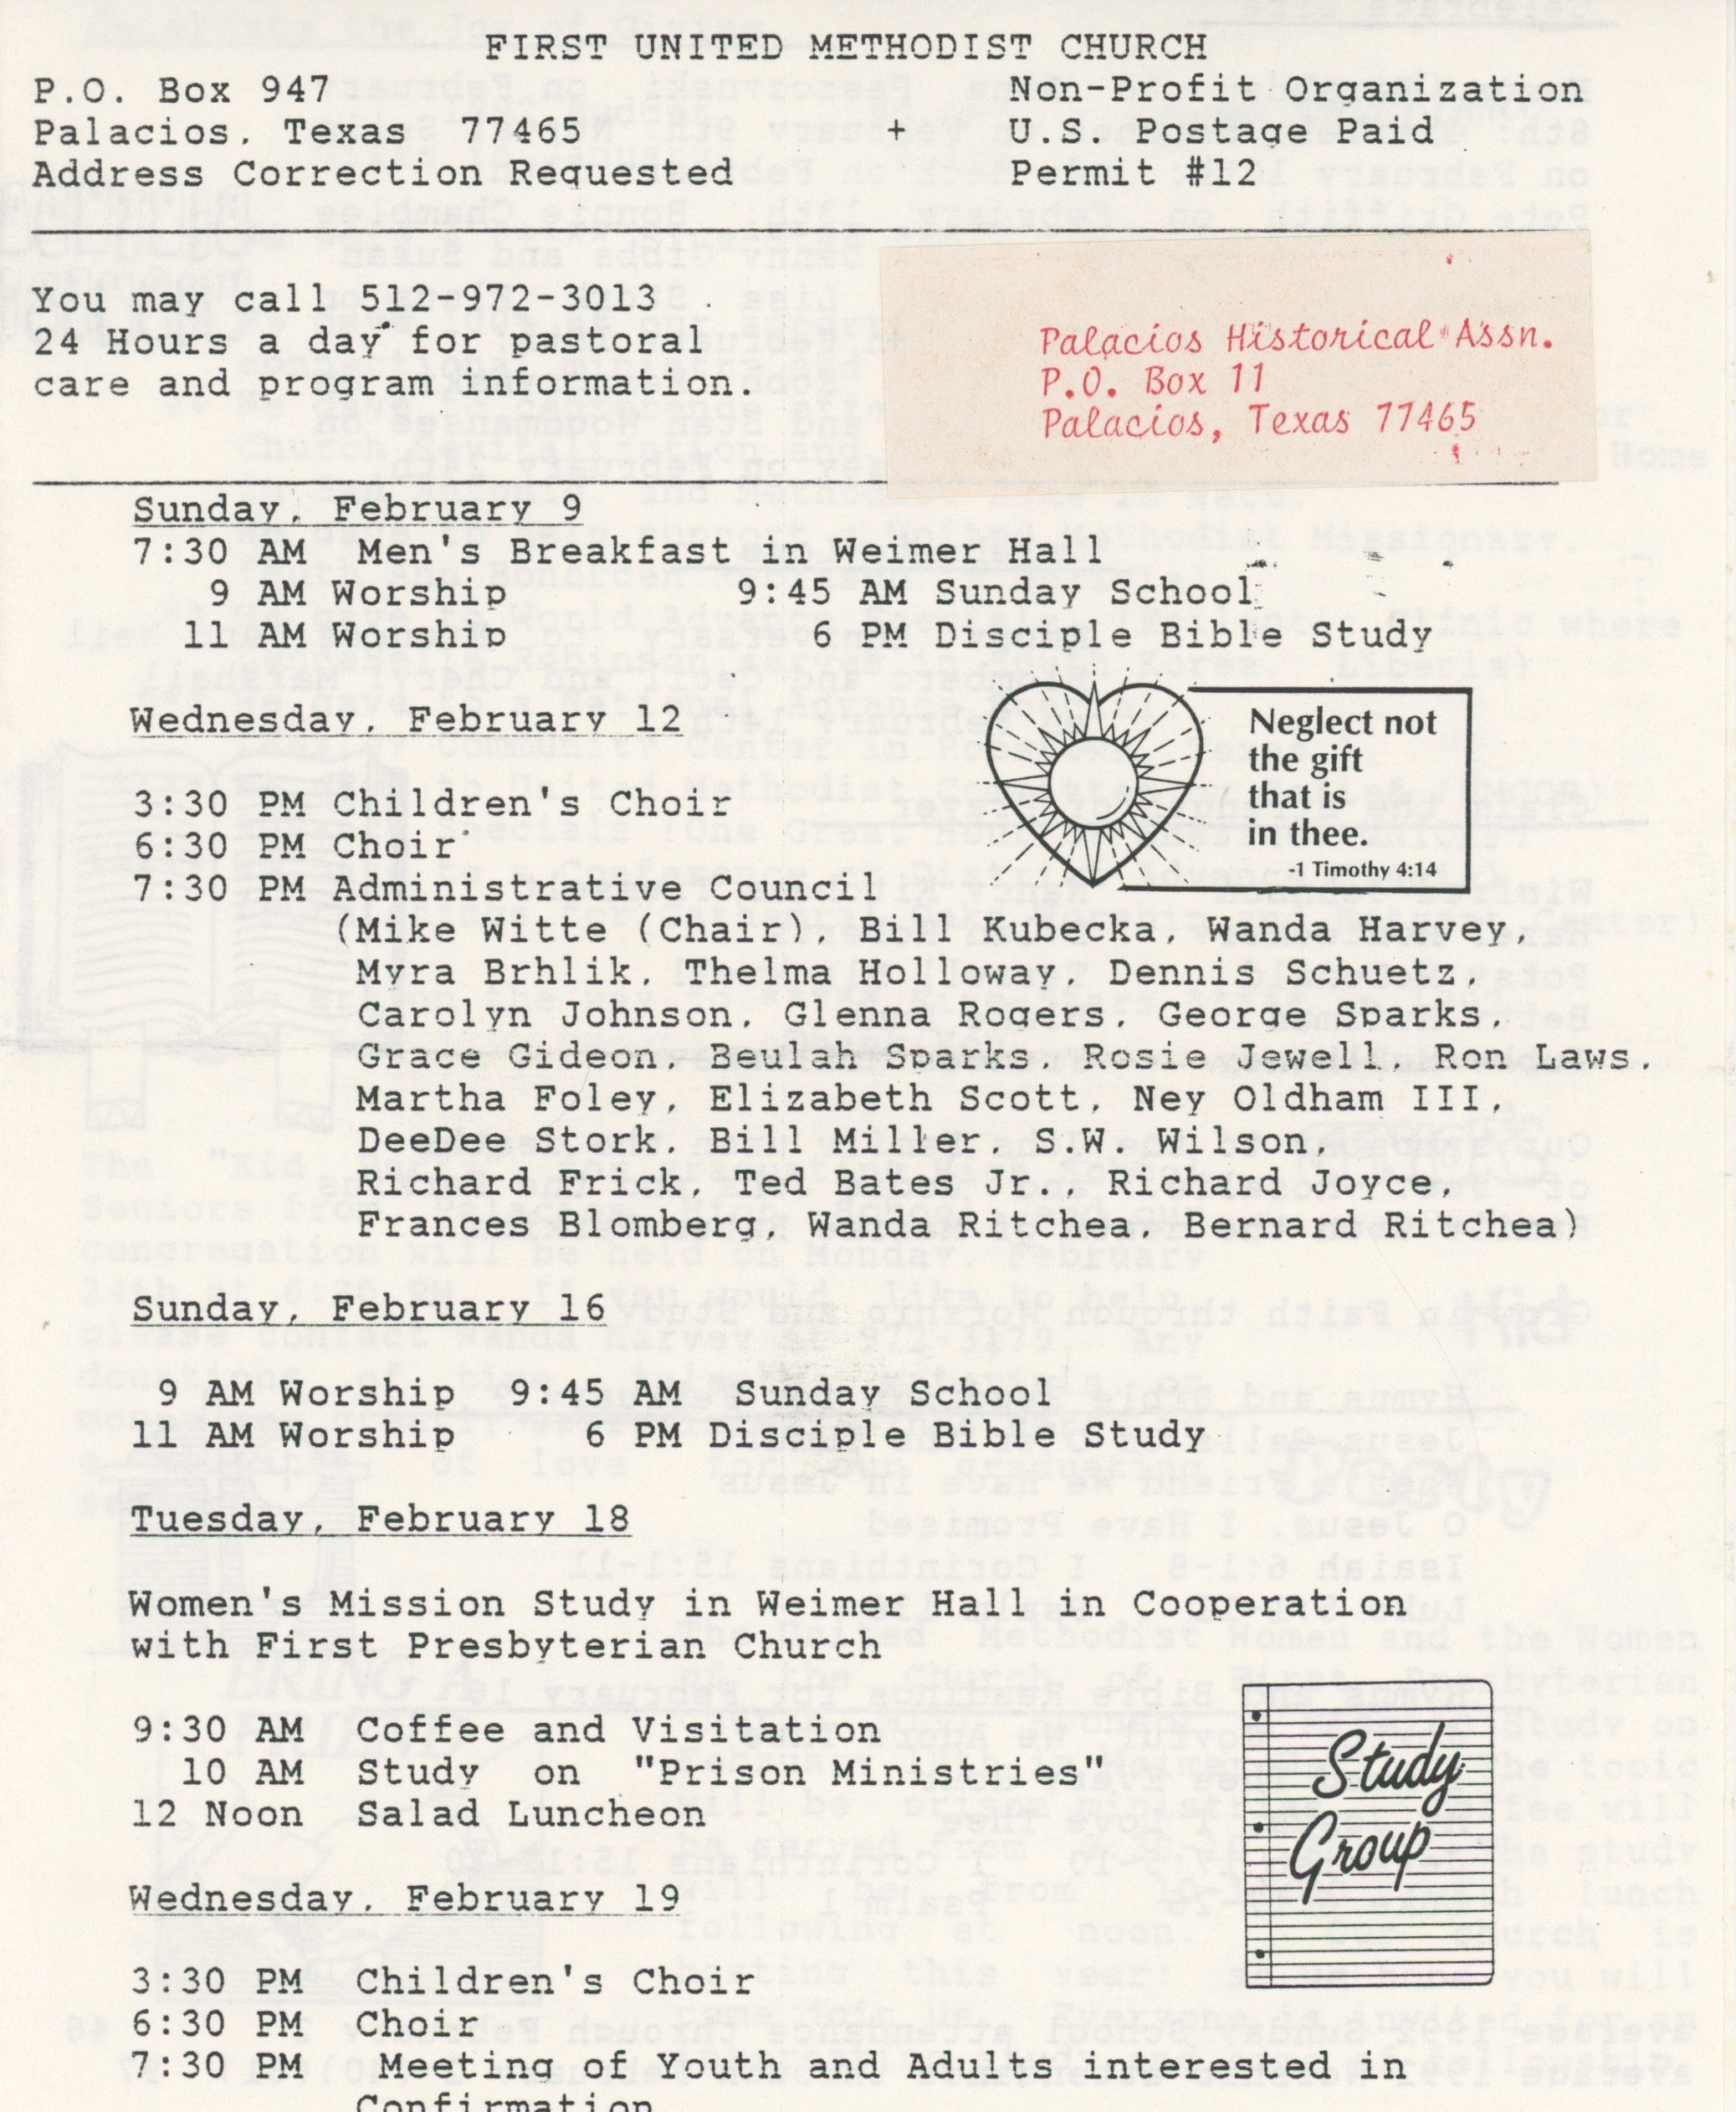 FIRST UNITED METHODIST CHURCH
P.O. Box 947 Non-Profit Organization
Palacios, Texas 77465 + U.S. Postage Paid
Address Correction Requested Permit #12
You may call 512-972-3013
24 Hours a day for pastoral
care and program information.
Palacios Historical Assn.
P.O. Box 11
Palacios, Texas 77465
Sunday, February 9
7:30 AM Men's Breakfast in Weimer Hall
9 AM Worship 9:45 AM Sunday School
11 AM Worship 6 PM Disciple Bible Study
Wednesday, February 12
Neglect not
the gift
that is
in thee.
-1 Timothy 4:14
3:30 PM Children's Choir
6:30 PM Choir
7:30 PM Administrative Council
(Mike Witte (Chair), Bill Kubecka, Wanda Harvey,
Myra Brhlik, Thelma Holloway, Dennis Schuetz,
Carolyn Johnson, Glenna Rogers, George Sparks,
Grace Gideon, Beulah Sparks, Rosie Jewell, Ron Laws,
Martha Foley, Elizabeth Scott, Ney Oldham III,
DeeDee Stork, Bill Miller, S.W. Wilson,
Richard Frick, Ted Bates Jr., Richard Joyce,
Frances Blomberg, Wanda Ritchea, Bernard Ritchea)
Sunday, February 16
9 AM Worship 9:45 AM Sunday School
11 AM Worship 6 PM Disciple Bible Study
Tuesday, February 18
Women's Mission Study in Weimer Hall in Cooperation
with First Presbyterian Church
9:30 AM Coffee and Visitation
10 AM Study on "Prison Ministries"
12 Noon Salad Luncheon
Study
Group
Wednesday, February 19
3:30 PM Children's Choir
6:30 PM Choir
7:30 PM Meeting of Youth and Adults interested in
Confirmation